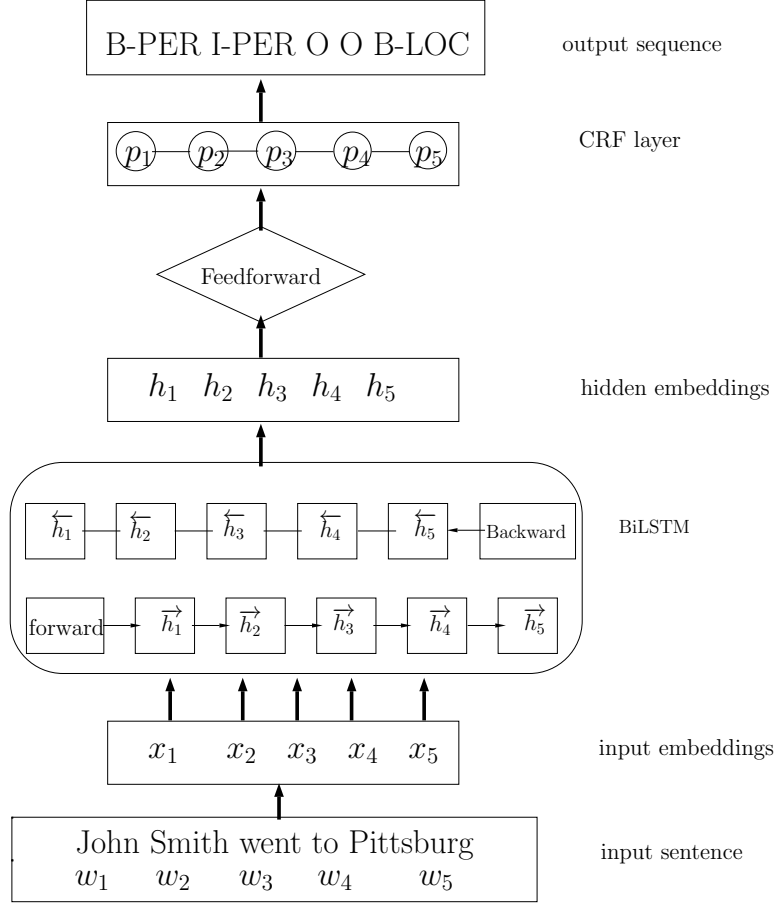 B-PER I-PER O O B-LOC output sequence
p₁ p₂ p₃ p₄ p₅ CRF layer
Feedforward
h₁ h₂ h₃ h₄ h₅ hidden embeddings
←h₁ ←h₂ ←h₃ ←h₄ ←h₅ Backward BiLSTM
forward →h₁ →h₂ →h₃ →h₄ →h₅
x₁ x₂ x₃ x₄ x₅ input embeddings
John Smith went to Pittsburg
w₁ w₂ w₃ w₄ w₅ input sentence